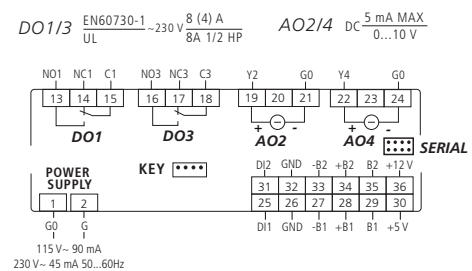 DO1/3 EN60730-1 ~230 V 8 (4) A AO2/4 DC 5 mA MAX
UL 8A 1/2 HP 0...10 V
NO1 NC1 C1 NO3 NC3 C3 Y2 G0 Y4 G0
13 14 15 16 17 18 19 20 21 22 23 24
+ - + -
DO1 DO3 AO2 AO4 SERIAL
POWER SUPPLY KEY DI2 GND -B2 +B2 B2 +12 V
31 32 33 34 35 36
1 2 25 26 27 28 29 30
G0 G DI1 GND -B1 +B1 B1 +5 V
115 V~ 90 mA
230 V~ 45 mA 50...60Hz